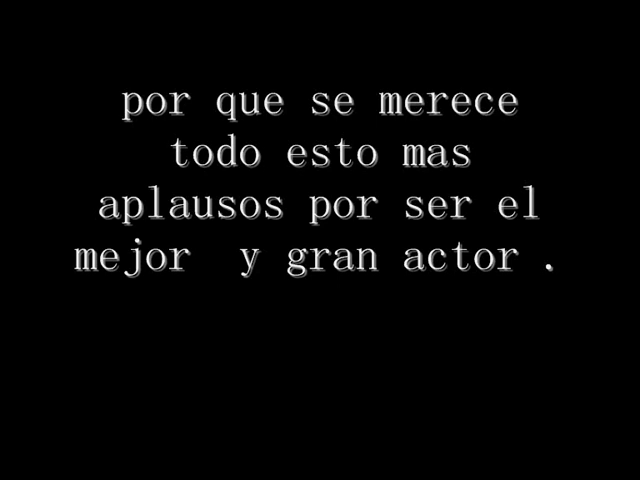 por que se merece
todo esto mas
aplausos por ser el
mejor y gran actor .